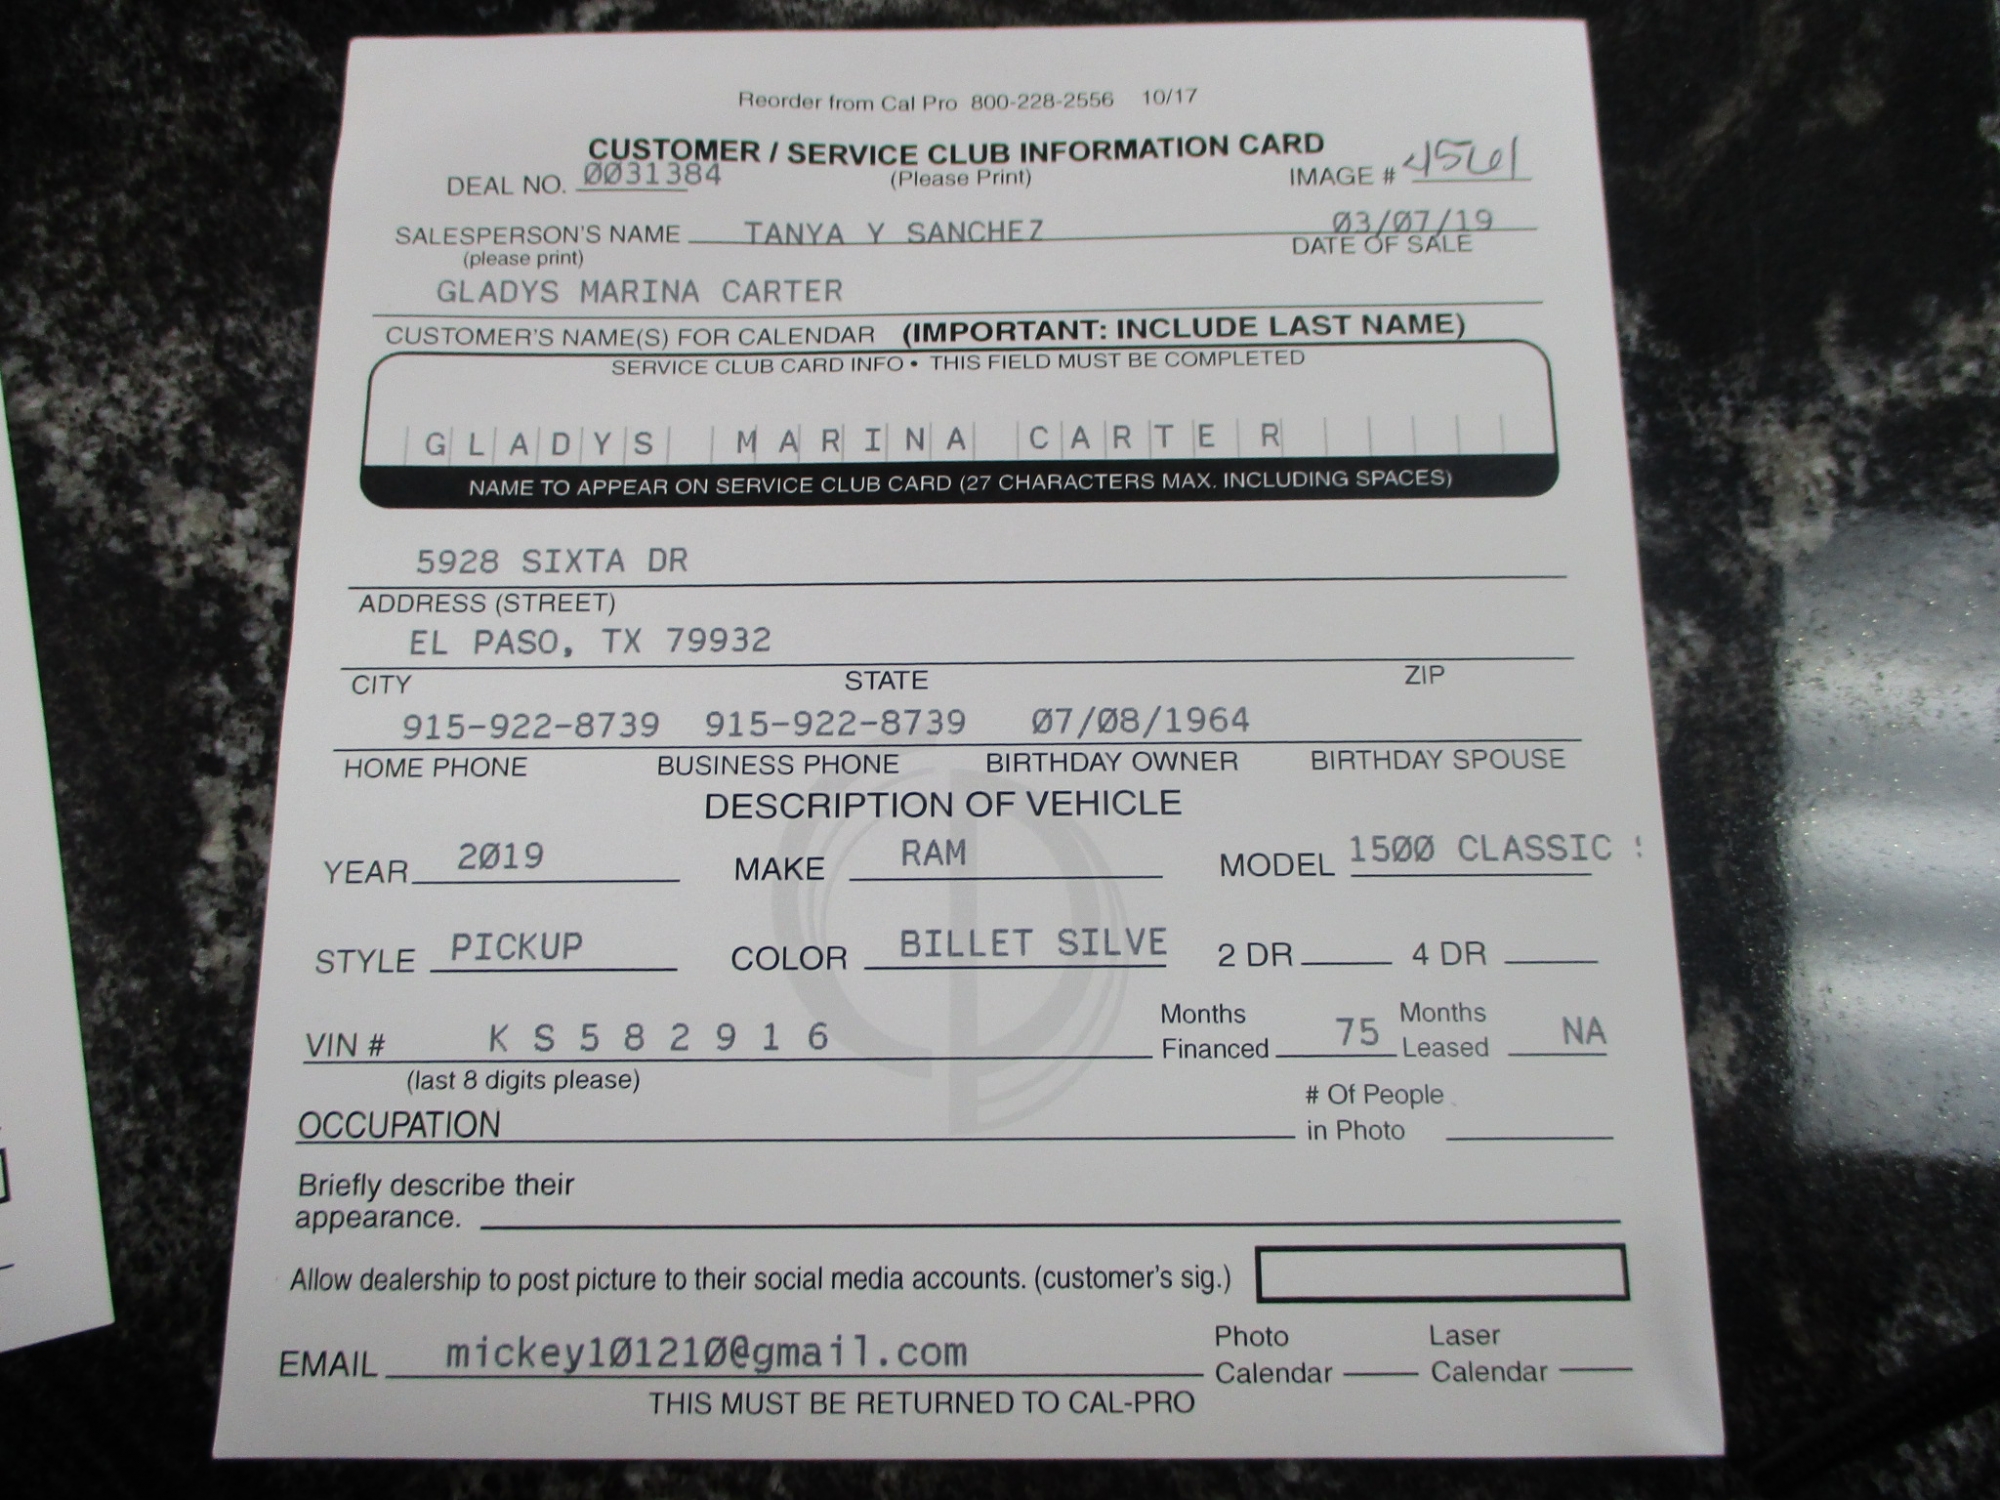 Reorder from Cal Pro 800-228-2556 10/17
CUSTOMER / SERVICE CLUB INFORMATION CARD
DEAL NO. 0031384 (Please Print) IMAGE # 4561
SALESPERSON'S NAME TANYA Y SANCHEZ 03/07/19
(please print) DATE OF SALE
GLADYS MARINA CARTER
CUSTOMER'S NAME(S) FOR CALENDAR (IMPORTANT: INCLUDE LAST NAME)
SERVICE CLUB CARD INFO • THIS FIELD MUST BE COMPLETED
GLADYS MARINA CARTER
NAME TO APPEAR ON SERVICE CLUB CARD (27 CHARACTERS MAX. INCLUDING SPACES)
5928 SIXTA DR
ADDRESS (STREET)
EL PASO, TX 79932
CITY STATE ZIP
915-922-8739 915-922-8739 07/08/1964
HOME PHONE BUSINESS PHONE BIRTHDAY OWNER BIRTHDAY SPOUSE
DESCRIPTION OF VEHICLE
YEAR 2019 MAKE RAM MODEL 1500 CLASSIC
STYLE PICKUP COLOR BILLET SILVE 2 DR 4 DR
VIN # KS582916 Months Financed 75 Months Leased NA
(last 8 digits please)
OCCUPATION # Of People in Photo
Briefly describe their
appearance.
Allow dealership to post picture to their social media accounts. (customer's sig.)
EMAIL mickey101210@gmail.com Photo Calendar Laser Calendar
THIS MUST BE RETURNED TO CAL-PRO